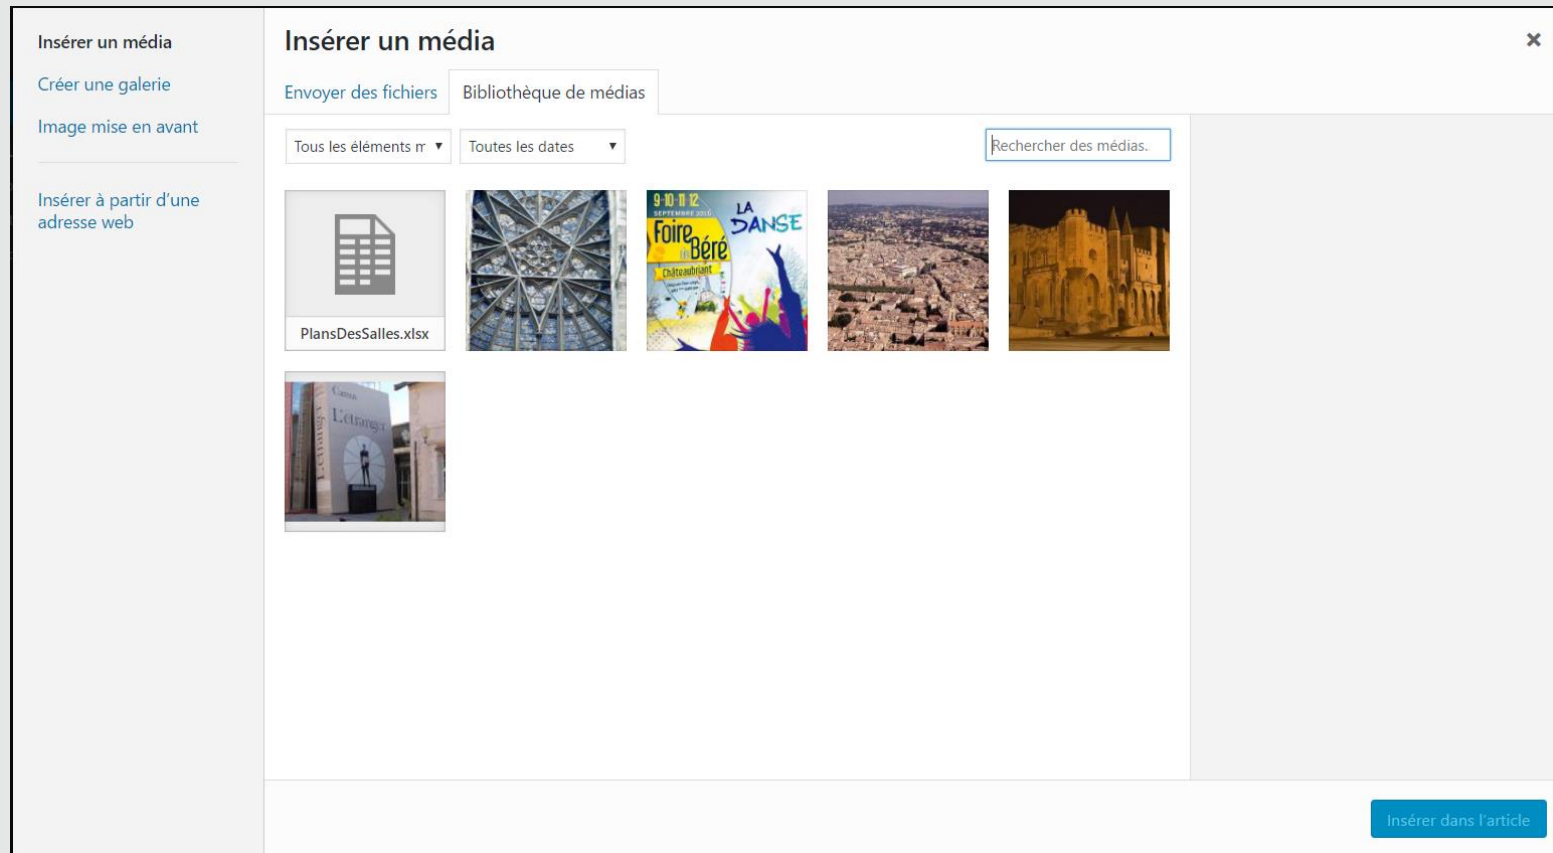 Insérer un média
Créer une galerie
Image mise en avant
Insérer à partir d'une
adresse web
Insérer un média
Envoyer des fichiers
Bibliothèque de médias
Tous les éléments m
Toutes les dates
Rechercher des médias.
PlansDesSalles.xlsx
9-10-11-12
SEPTEMBRE 2016
Foire
Béré
Châteaubriant
LA
DANSE
Camus
L'étranger
L'étranger
Insérer dans l'article